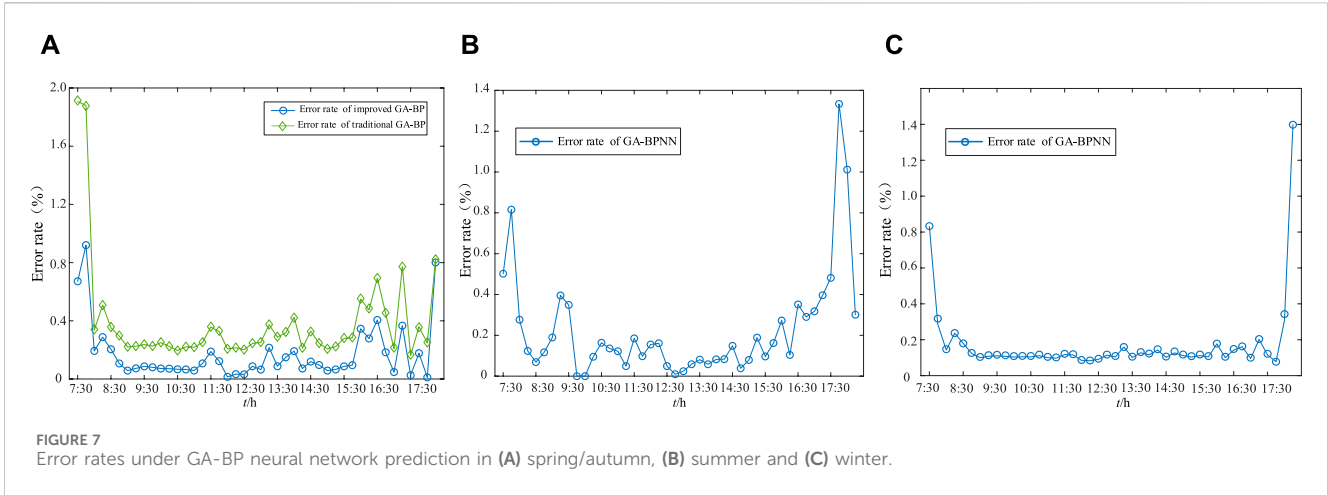 A
2.0
1.6
1.2
0.8
0.4
0
Error rate (%)
Error rate of improved GA-BP
Error rate of traditional GA-BP
7:30 8:30 9:30 10:30 11:30 12:30 13:30 14:30 15:30 16:30 17:30
t/h
B
1.4
1.2
1.0
0.8
0.6
0.4
0.2
0
Error rate (%)
Error rate of GA-BPNN
7:30 8:30 9:30 10:30 11:30 12:30 13:30 14:30 15:30 16:30 17:30
t/h
C
1.4
1.2
0.8
0.6
0.4
0.2
0
Error rate (%)
Error rate of GA-BPNN
7:30 8:30 9:30 10:30 11:30 12:30 13:30 14:30 15:30 16:30 17:30
t/h
FIGURE 7
Error rates under GA-BP neural network prediction in (A) spring/autumn, (B) summer and (C) winter.